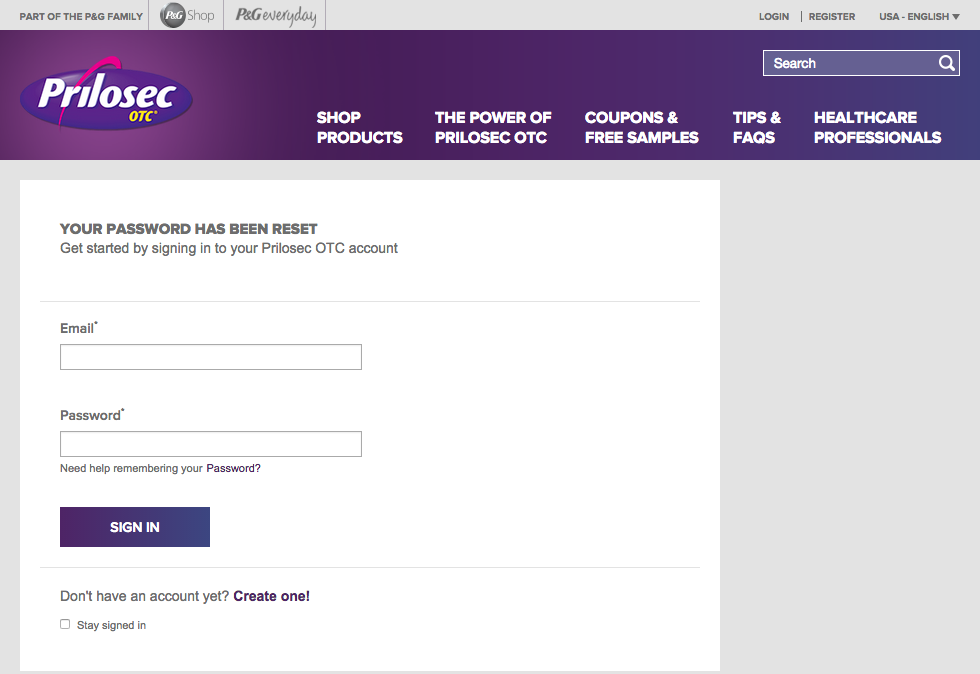 PART OF THE P&G FAMILY
P&G Shop
P&G everyday
LOGIN | REGISTER
USA - ENGLISH
Prilosec
OTC
Search
SHOP
PRODUCTS
THE POWER OF
PRILOSEC OTC
COUPONS &
FREE SAMPLES
TIPS &
FAQS
HEALTHCARE
PROFESSIONALS
YOUR PASSWORD HAS BEEN RESET
Get started by signing in to your Prilosec OTC account
Email*
Password*
Need help remembering your Password?
SIGN IN
Don't have an account yet? Create one!
Stay signed in